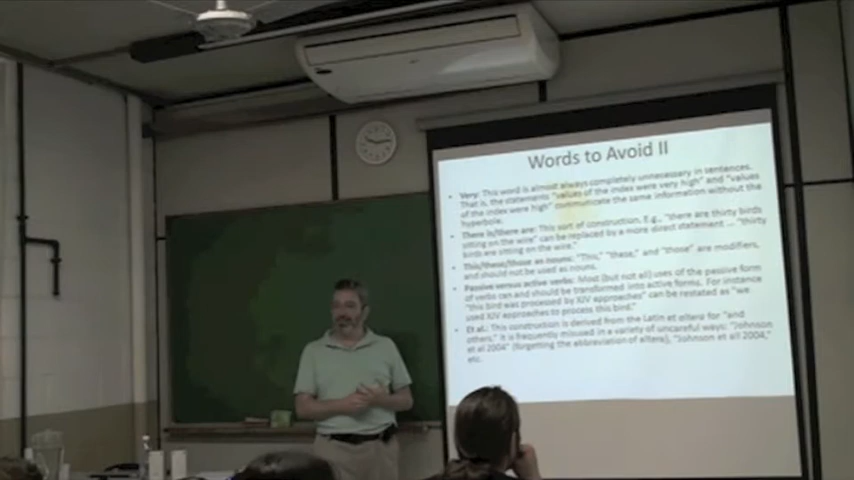 Words to Avoid II
• Very: This word is almost always completely unnecessary in sentences.
That is, the statements "values of the index were very high" and "values
of the index were high" communicate the same information without the
hyperbole.
• There is/there are: This sort of construction. E.g., "there are thirty birds
sitting on the wire" can be replaced by a more direct statement ... "thirty
birds are sitting on the wire."
• This/these/those as nouns: "This," "these," and "those" are modifiers,
and should not be used as nouns.
• Passive versus active verbs: Most (but not all) uses of the passive form
of verbs can and should be transformed into active forms. For instance
"this bird was processed by XIV approaches" can be restated as "we
used XIV approaches to process this bird."
• Et al.: This construction is derived from the Latin et altera for "and
others," it is frequently misused in a variety of uncareful ways: "Johnson
et al 2004" (forgetting the abbreviation of altera), "Johnson et all 2004,"
etc.